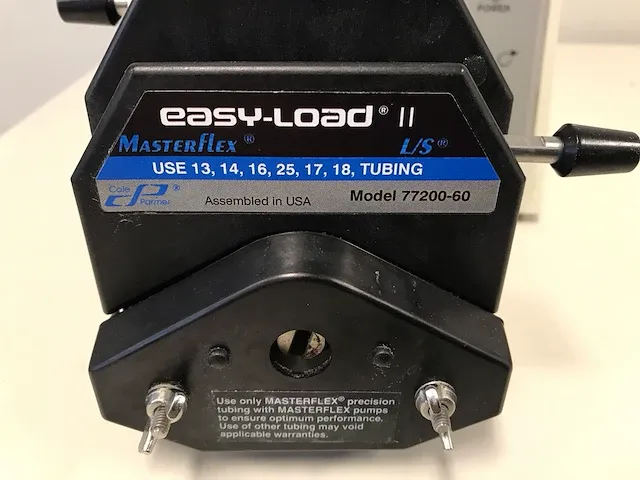 POWER
easy-Load® II
MASTERFLEX® L/S®
USE 13, 14, 16, 25, 17, 18, TUBING
Cole Parmer®
Assembled in USA
Model 77200-60
Use only MASTERFLEX® precision
tubing with MASTERFLEX pumps
to ensure optimum performance.
Use of other tubing may void
applicable warranties.